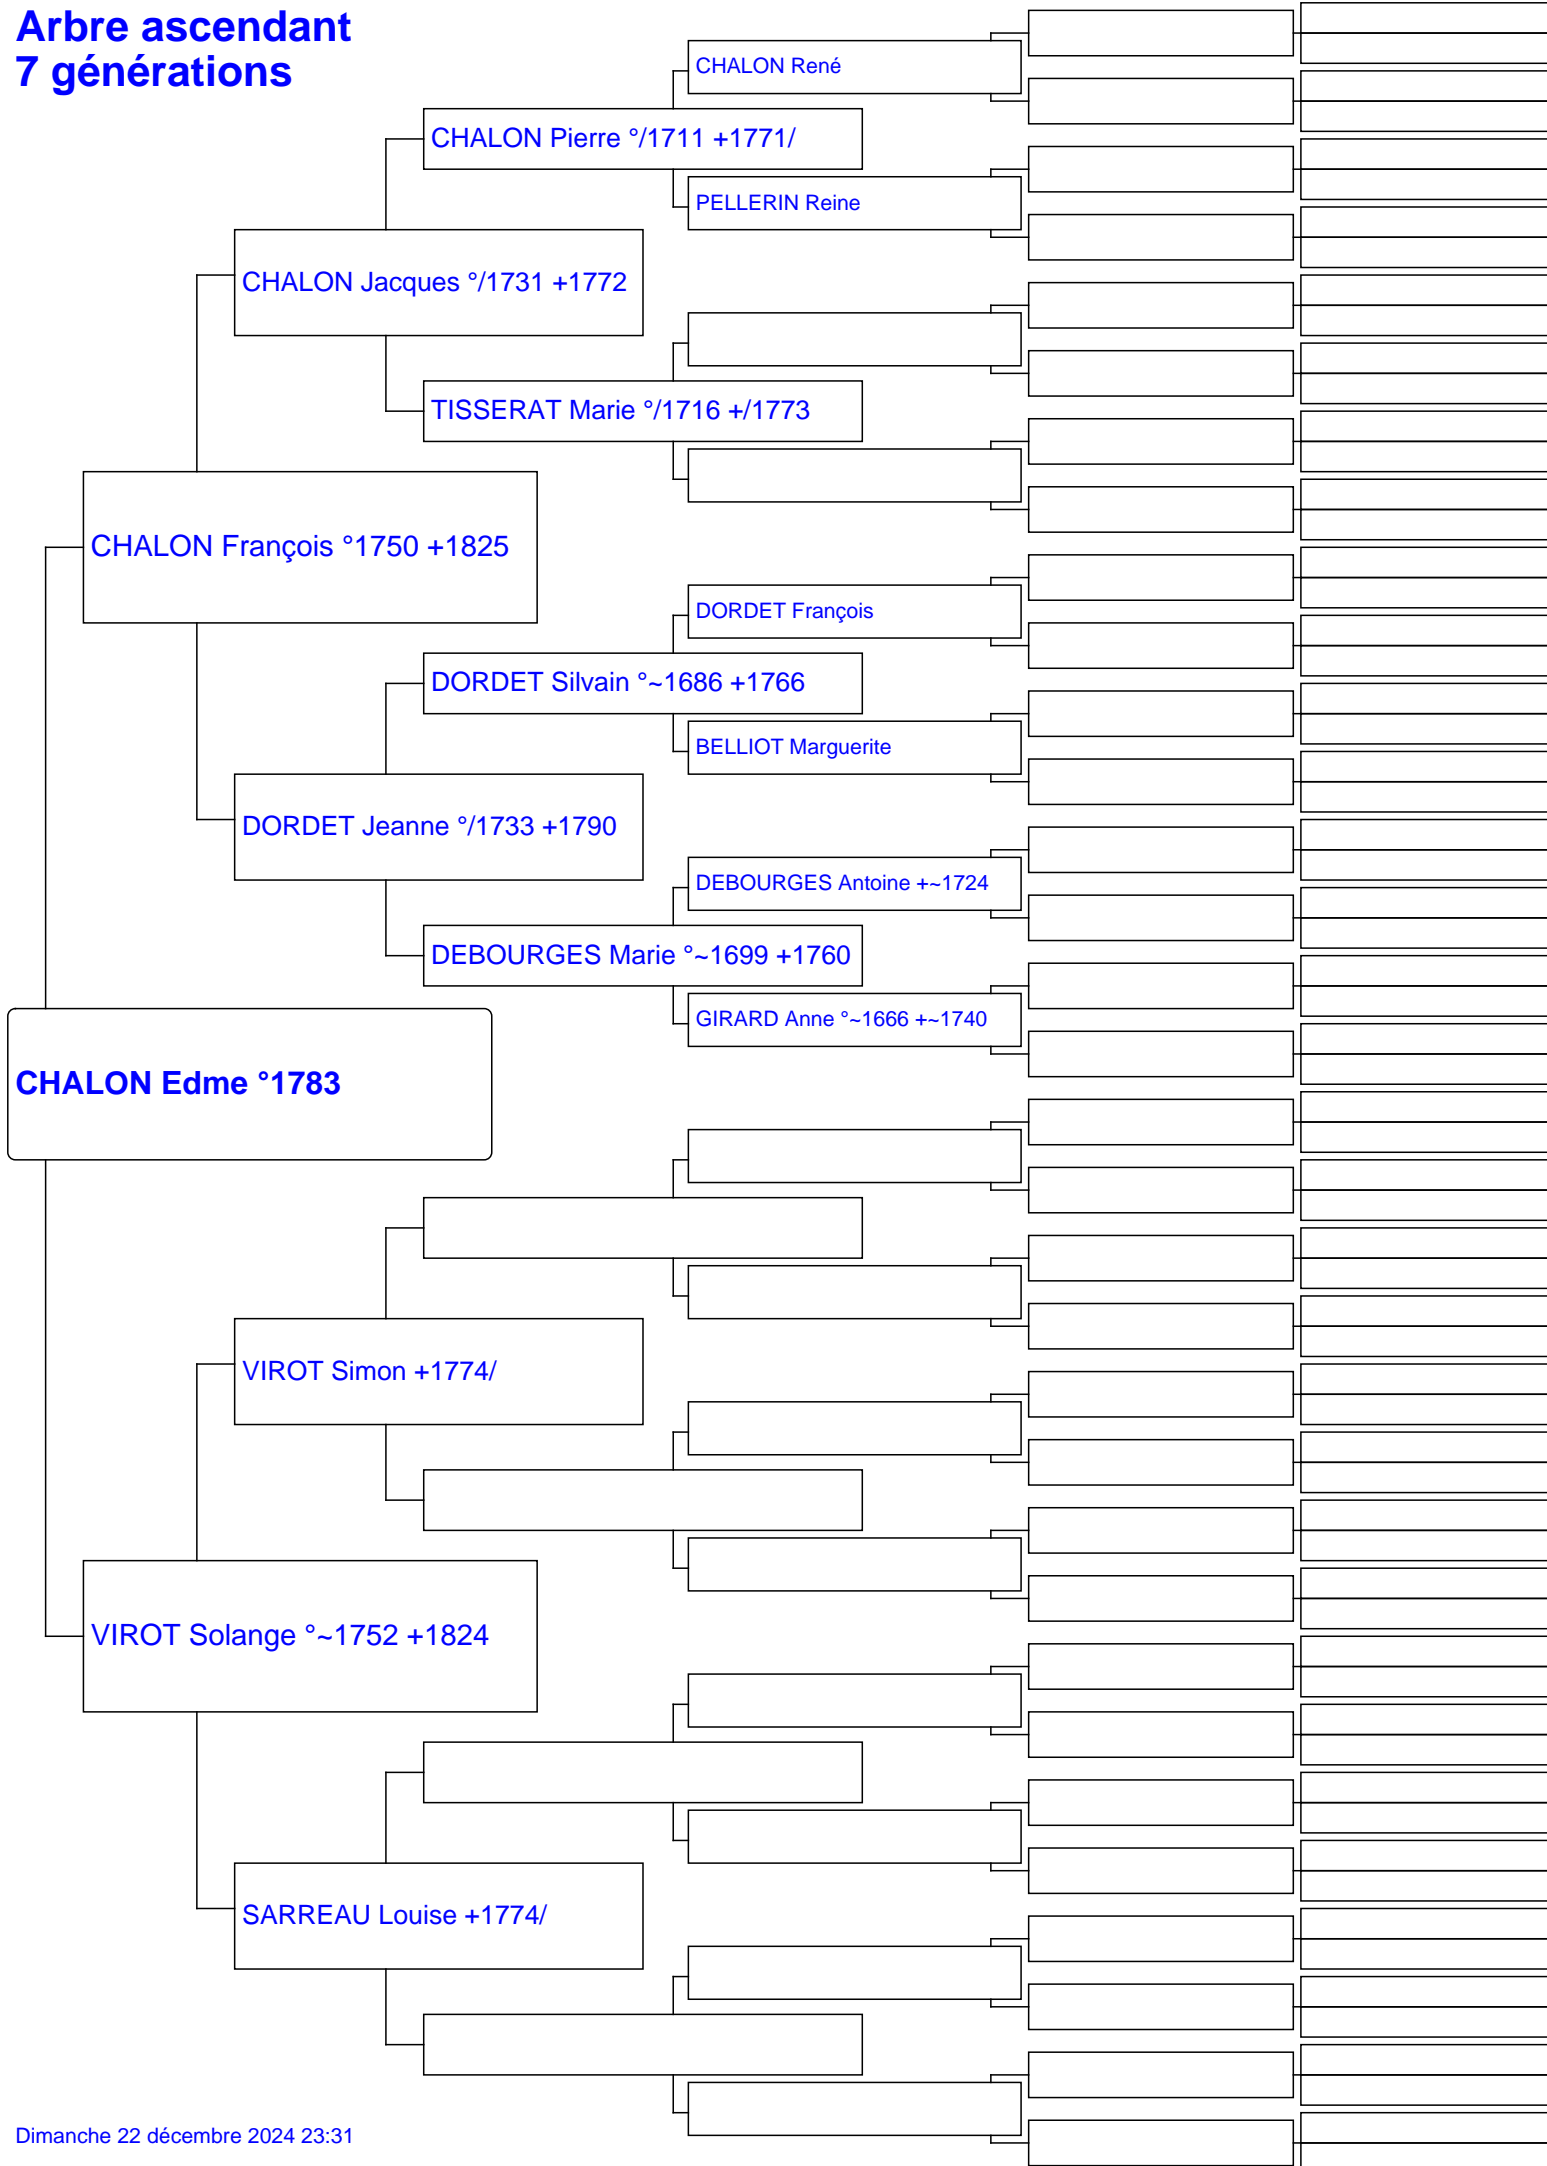 Arbre ascendant
7 générations
CHALON René
CHALON Pierre °/1711 +1771/
PELLERIN Reine
CHALON Jacques °/1731 +1772
TISSERAT Marie °/1716 +/1773
CHALON François °1750 +1825
DORDET François
DORDET Silvain °~1686 +1766
BELLIOT Marguerite
DORDET Jeanne °/1733 +1790
DEBOURGES Antoine +~1724
DEBOURGES Marie °~1699 +1760
GIRARD Anne °~1666 +~1740
CHALON Edme °1783
VIROT Simon +1774/
VIROT Solange °~1752 +1824
SARREAU Louise +1774/
Dimanche 22 décembre 2024 23:31